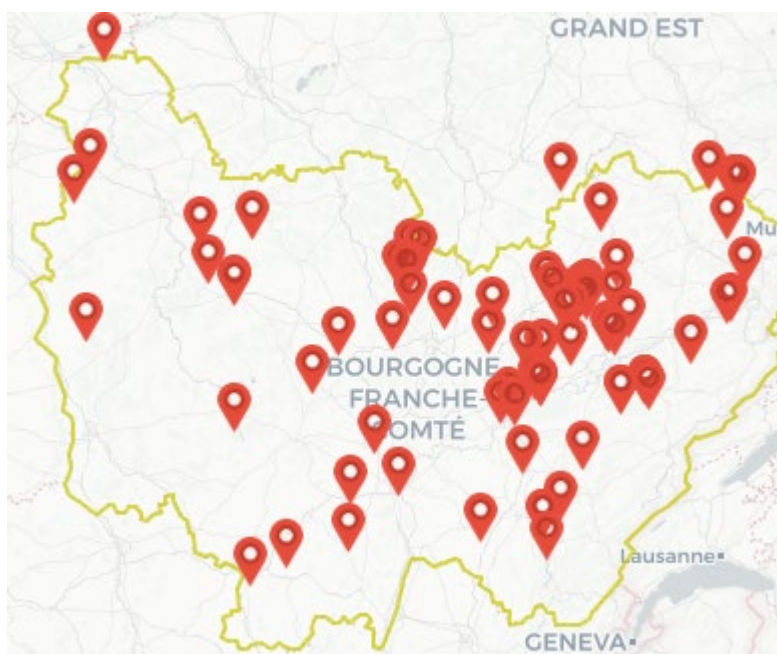 GRAND EST
Mu
BOURGOGNE
FRANCHE-
COMTÉ
Lausanne
GENEVA